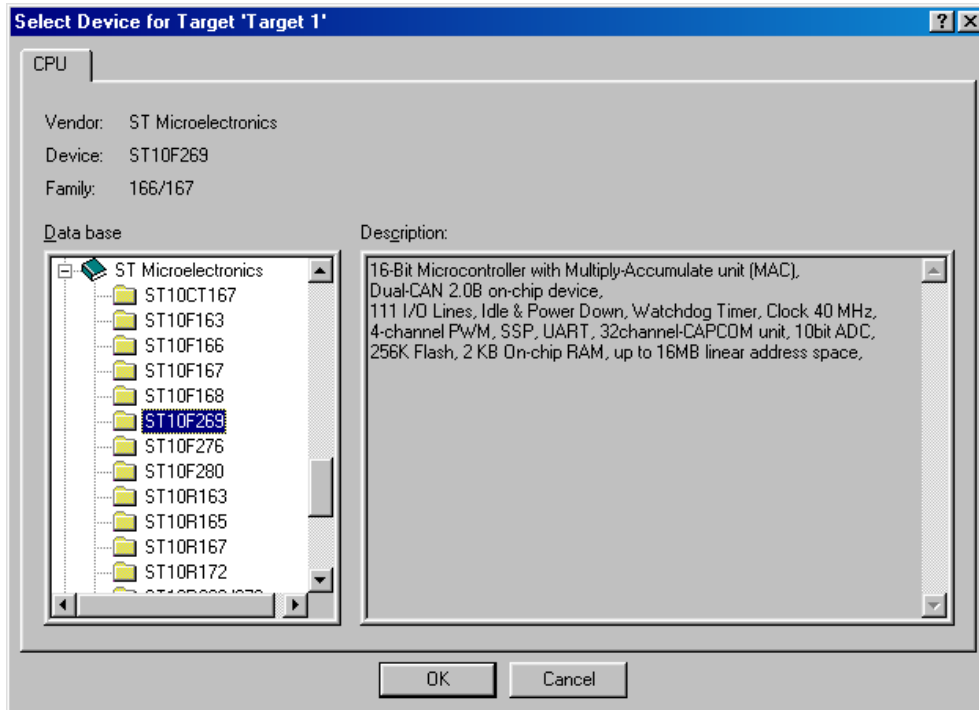 Select Device for Target 'Target 1'
CPU
Vendor: ST Microelectronics
Device: ST10F269
Family: 166/167
Data base
Description:
ST Microelectronics
ST10CT167
ST10F163
ST10F166
ST10F167
ST10F168
ST10F269
ST10F276
ST10F280
ST10R163
ST10R165
ST10R167
ST10R172
16-Bit Microcontroller with Multiply-Accumulate unit (MAC),
Dual-CAN 2.0B on-chip device,
111 I/O Lines, Idle & Power Down, Watchdog Timer, Clock 40 MHz,
4-channel PWM, SSP, UART, 32channel-CAPCOM unit, 10bit ADC,
256K Flash, 2 KB On-chip RAM, up to 16MB linear address space,
OK
Cancel